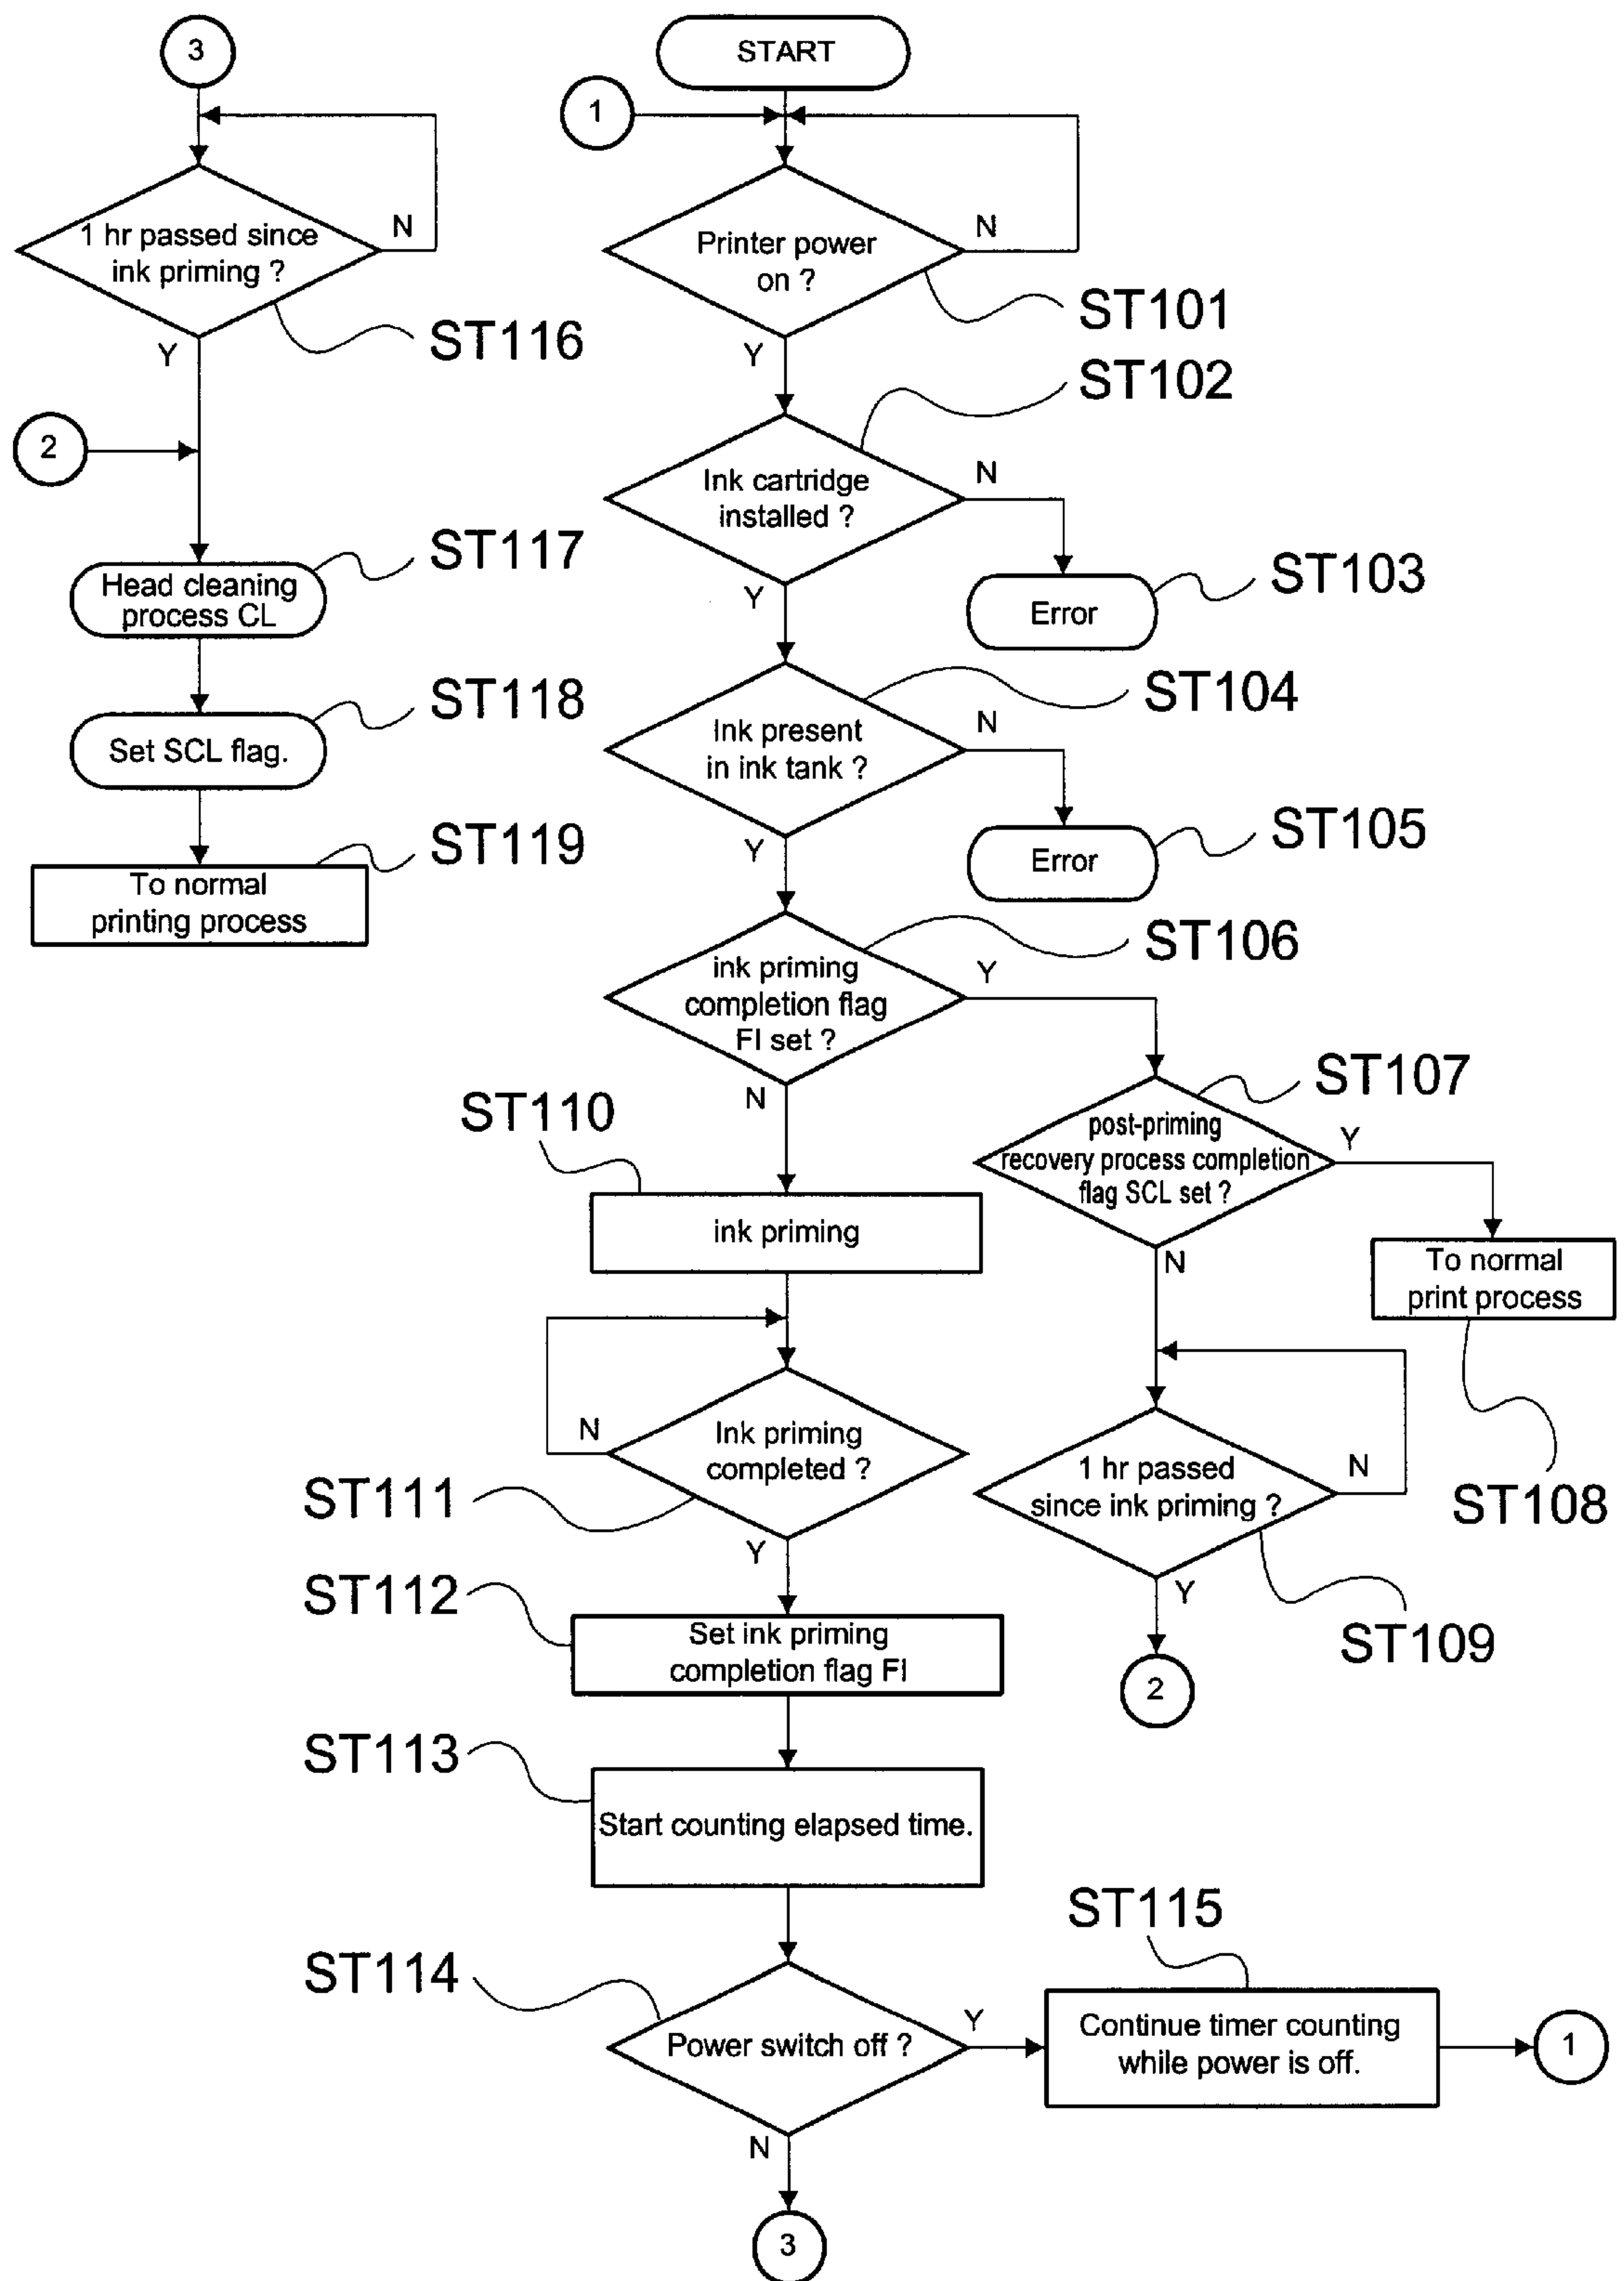 3
1 hr passed since
ink priming ?
N
Y
ST116
2
Head cleaning
process CL
ST117
Set SCL flag.
ST118
To normal
printing process
ST119
START
1
Printer power
on ?
N
Y
ST101
Ink cartridge
installed ?
N
Y
ST102
Error
ST103
Ink present
in ink tank ?
N
Y
ST104
Error
ST105
ink priming
completion flag
FI set ?
Y
N
ST106
post-priming
recovery process completion
flag SCL set ?
Y
N
ST107
To normal
print process
ST108
1 hr passed
since ink priming ?
N
Y
ST109
2
ST110
ink priming
Ink priming
completed ?
N
Y
ST111
Set ink priming
completion flag FI
ST112
Start counting elapsed time.
ST113
Power switch off ?
Y
N
ST114
Continue timer counting
while power is off.
ST115
1
3